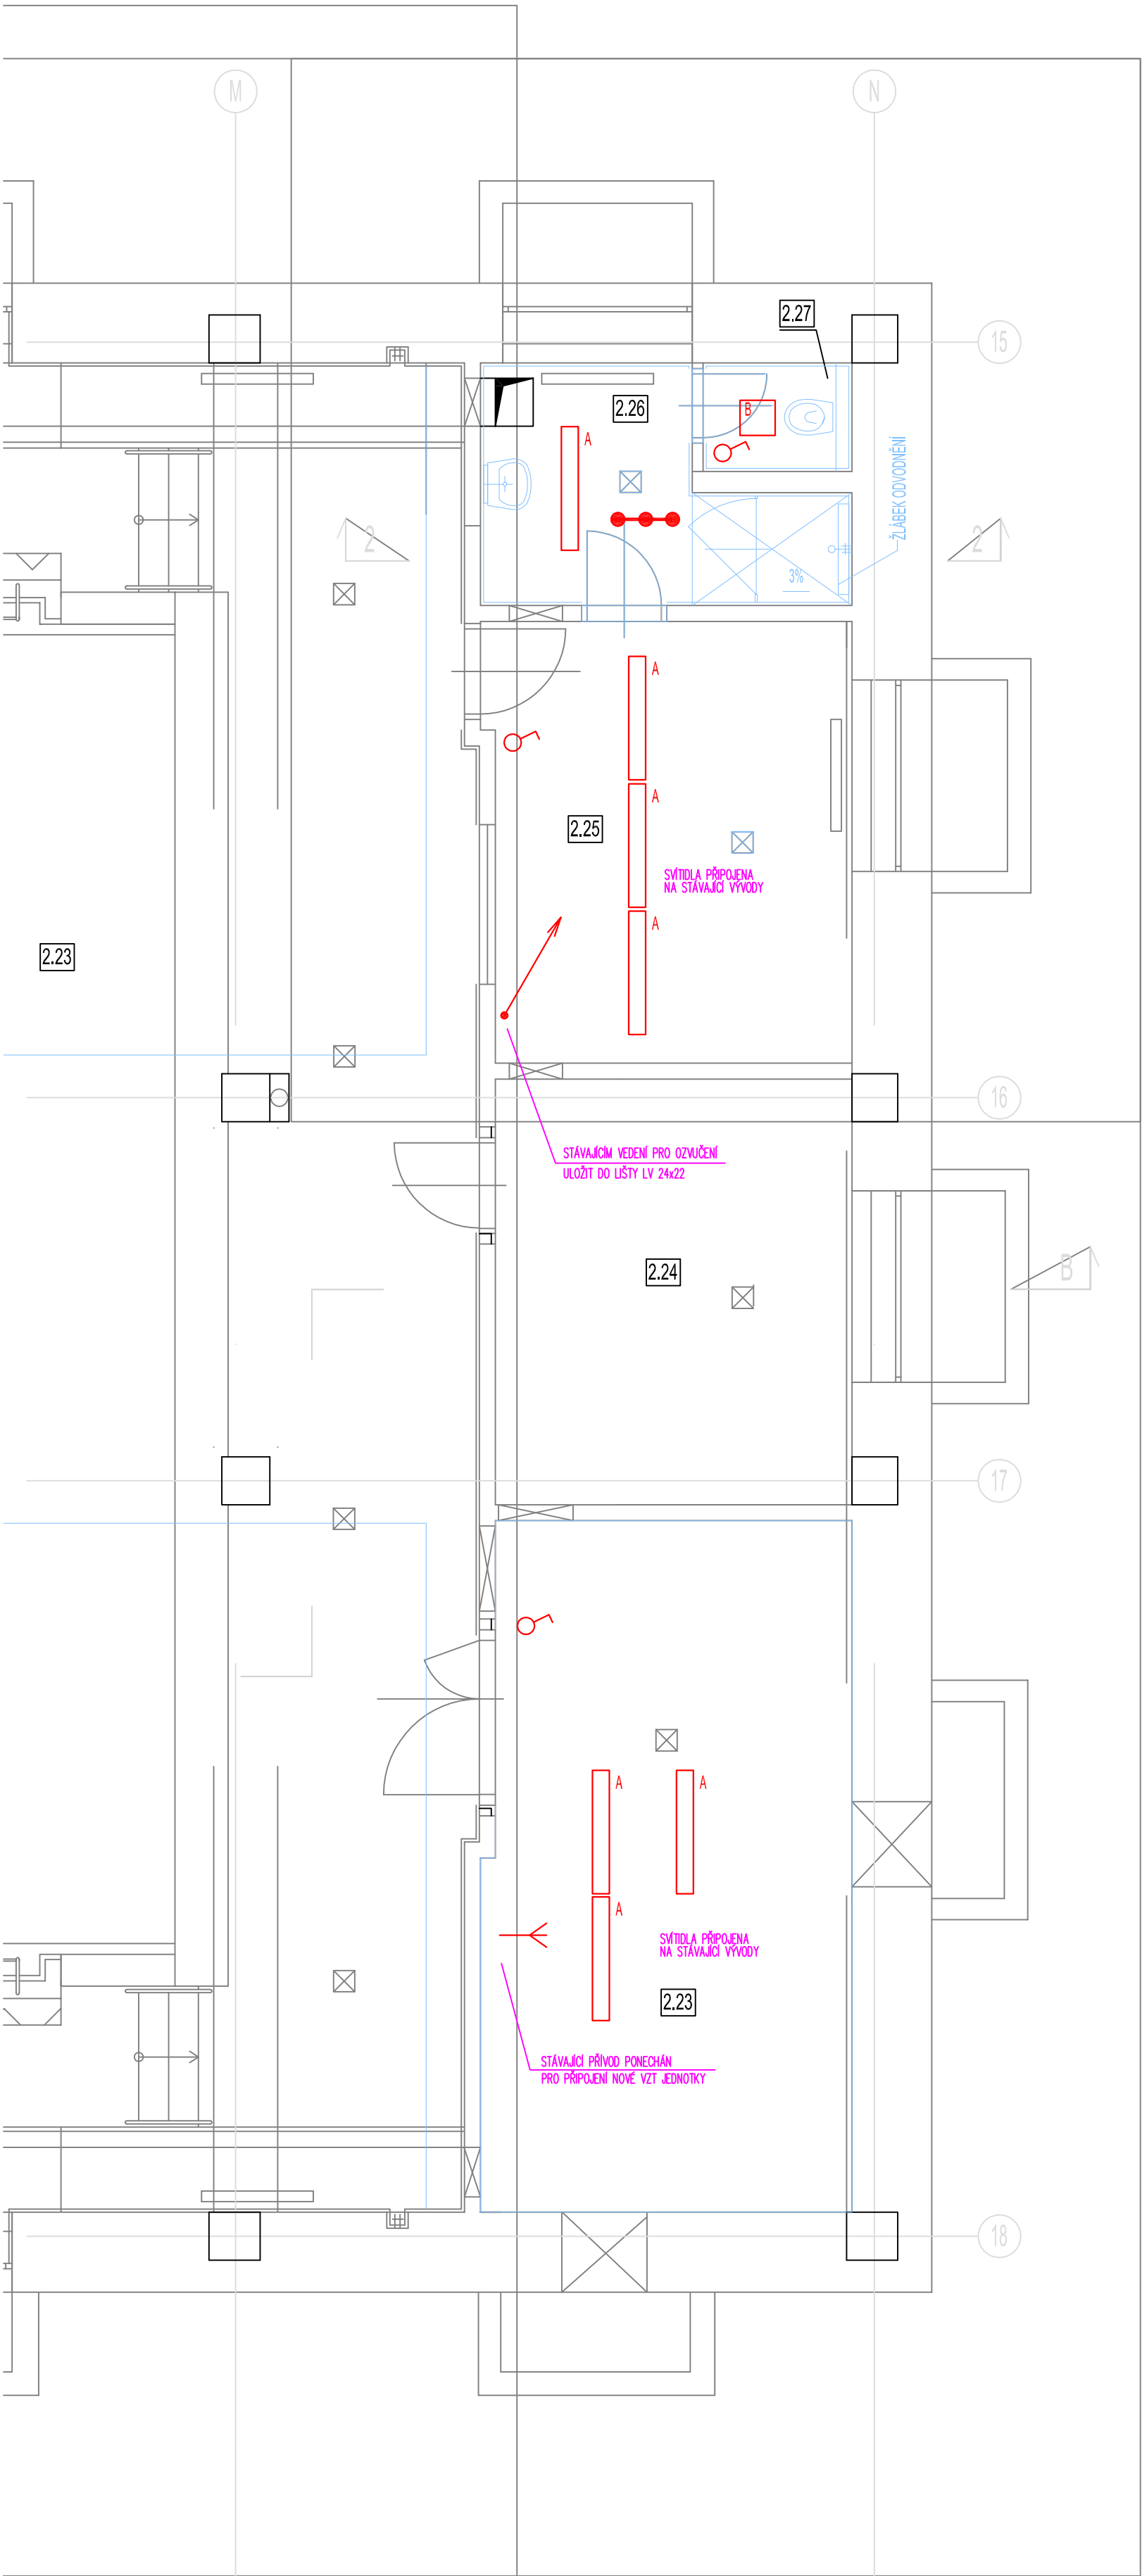 M
N
2.27
15
2.26
B
A
ŽLÁBEK ODVODNĚNÍ
2
2
3%
A
A
2.25
SVÍTIDLA PŘIPOJENA
NA STÁVAJÍCÍ VÝVODY
A
2.23
16
STÁVAJÍCÍM VEDENÍ PRO OZVUČENÍ
ULOŽIT DO LIŠTY LV 24x22
2.24
B
17
A
A
A
SVÍTIDLA PŘIPOJENA
NA STÁVAJÍCÍ VÝVODY
2.23
STÁVAJÍCÍ PŘÍVOD PONECHÁN
PRO PŘIPOJENÍ NOVÉ VZT JEDNOTKY
18